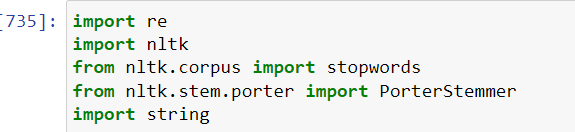 [735]: import re
import nltk
from nltk.corpus import stopwords
from nltk.stem.porter import PorterStemmer
import string